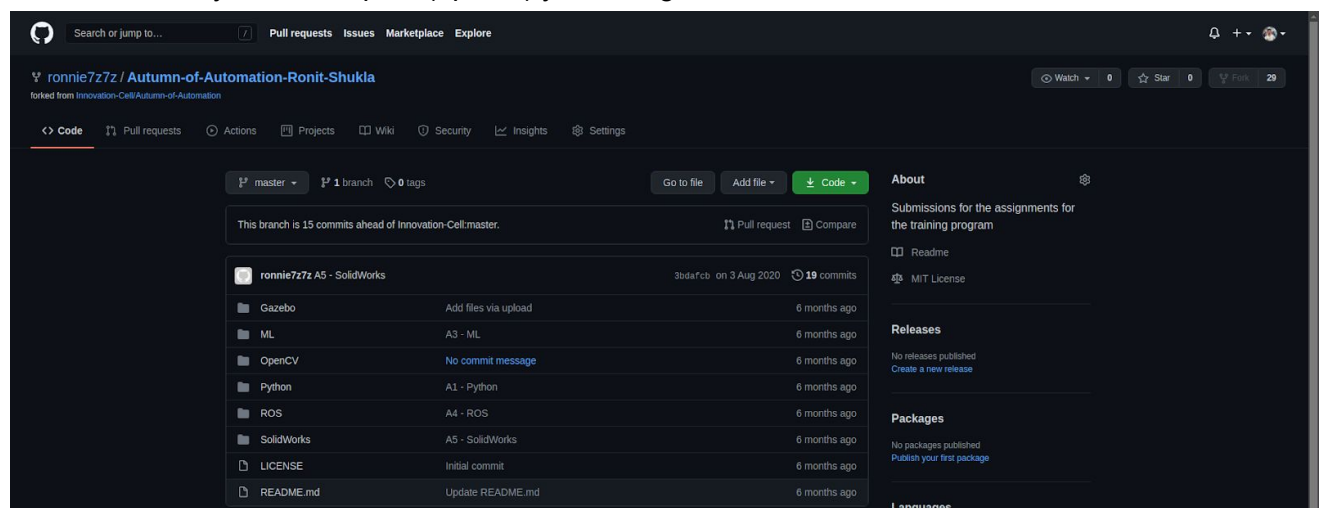 Search or jump to... / Pull requests Issues Marketplace Explore
ronnie7z7z / Autumn-of-Automation-Ronit-Shukla
Watch 0 Star 0 Fork 29
forked from Innovation-Cell/Autumn-of-Automation
Code Pull requests Actions Projects Wiki Security Insights Settings
master 1 branch 0 tags Go to file Add file Code
This branch is 15 commits ahead of Innovation-Cell:master. Pull request Compare
ronnie7z7z A5 - SolidWorks 3bdafcb on 3 Aug 2020 19 commits
Gazebo Add files via upload 6 months ago
ML A3 - ML 6 months ago
OpenCV No commit message 6 months ago
Python A1 - Python 6 months ago
ROS A4 - ROS 6 months ago
SolidWorks A5 - SolidWorks 6 months ago
LICENSE Initial commit 6 months ago
README.md Update README.md 6 months ago
About
Submissions for the assignments for
the training program
Readme
MIT License
Releases
No releases published
Create a new release
Packages
No packages published
Publish your first package
Languages